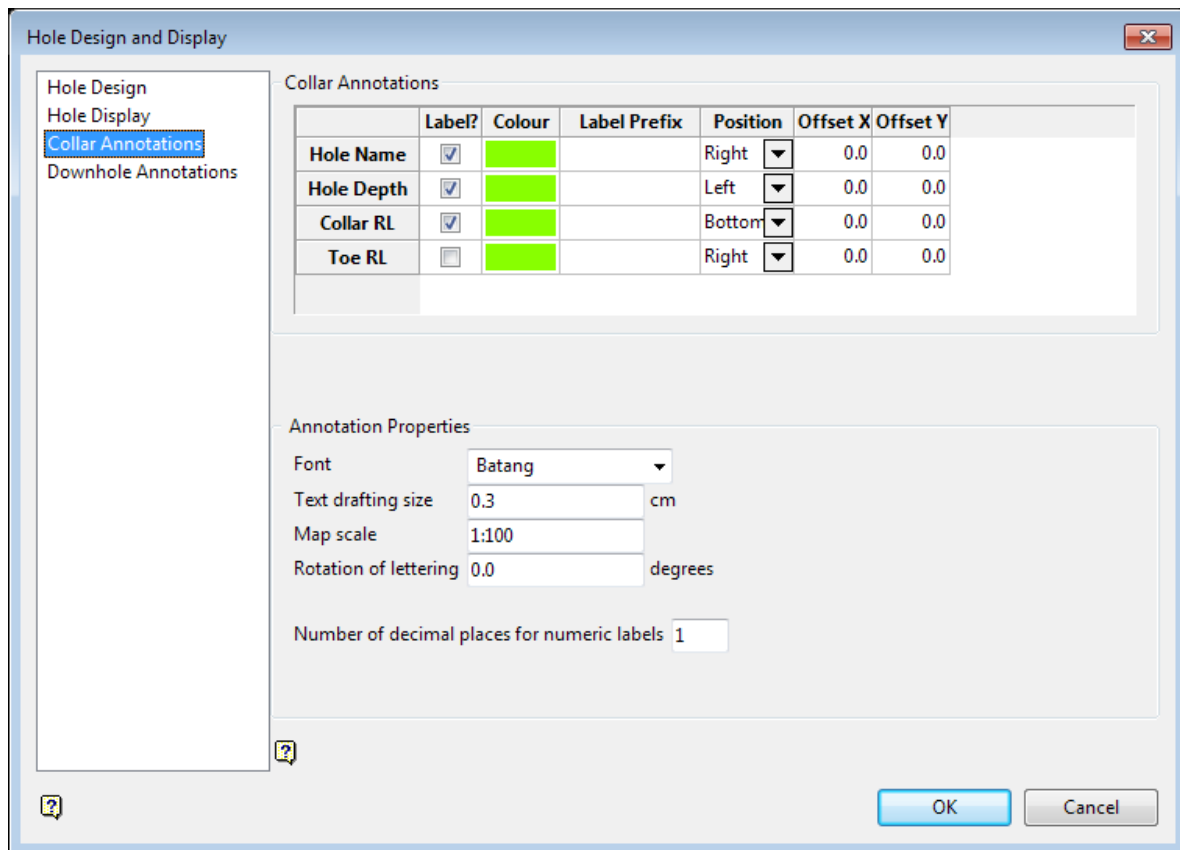 Hole Design and Display
Hole Design
Hole Display
Collar Annotations
Downhole Annotations
Collar Annotations
Label? Colour Label Prefix Position Offset X Offset Y
Hole Name Right 0.0 0.0
Hole Depth Left 0.0 0.0
Collar RL Bottom 0.0 0.0
Toe RL Right 0.0 0.0
Annotation Properties
Font Batang
Text drafting size 0.3 cm
Map scale 1:100
Rotation of lettering 0.0 degrees
Number of decimal places for numeric labels 1
?
?
OK Cancel